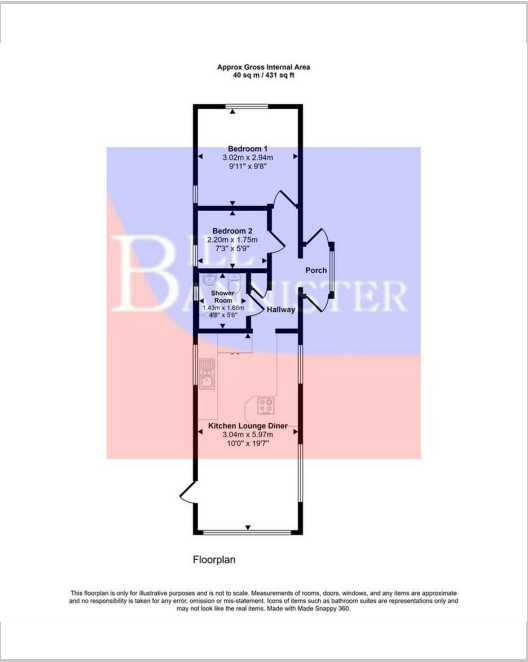 Approx Gross Internal Area
40 sq m / 431 sq ft
Bedroom 1
3.02m x 2.94m
9'11" x 9'8"
Bedroom 2
2.20m x 1.75m
7'3" x 5'9"
Porch
BILL
BANNISTER
Shower
Room
1.43m x 1.68m
4'8" x 5'6"
Hallway
Kitchen Lounge Diner
3.04m x 5.97m
10'0" x 19'7"
Floorplan
This floorplan is only for illustrative purposes and is not to scale. Measurements of rooms, doors, windows, and any items are approximate
and no responsibility is taken for any error, omission or mis-statement. Icons of items such as bathroom suites are representations only and
may not look like the real items. Made with Made Snappy 360.